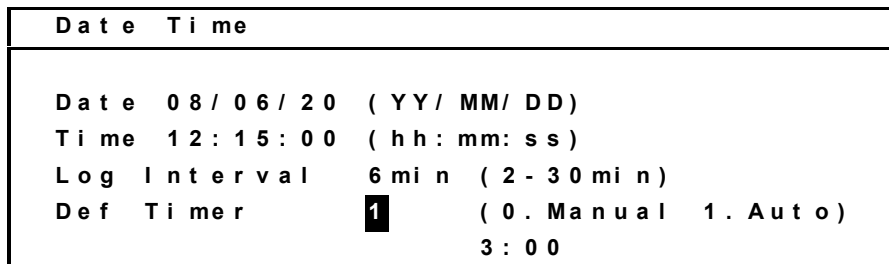 Date Time
Date 08/06/20 (YY/MM/DD)
Time 12:15:00 (hh:mm:ss)
Log Interval 6min (2-30min)
Def Timer 1 (0.Manual 1.Auto)
3:00